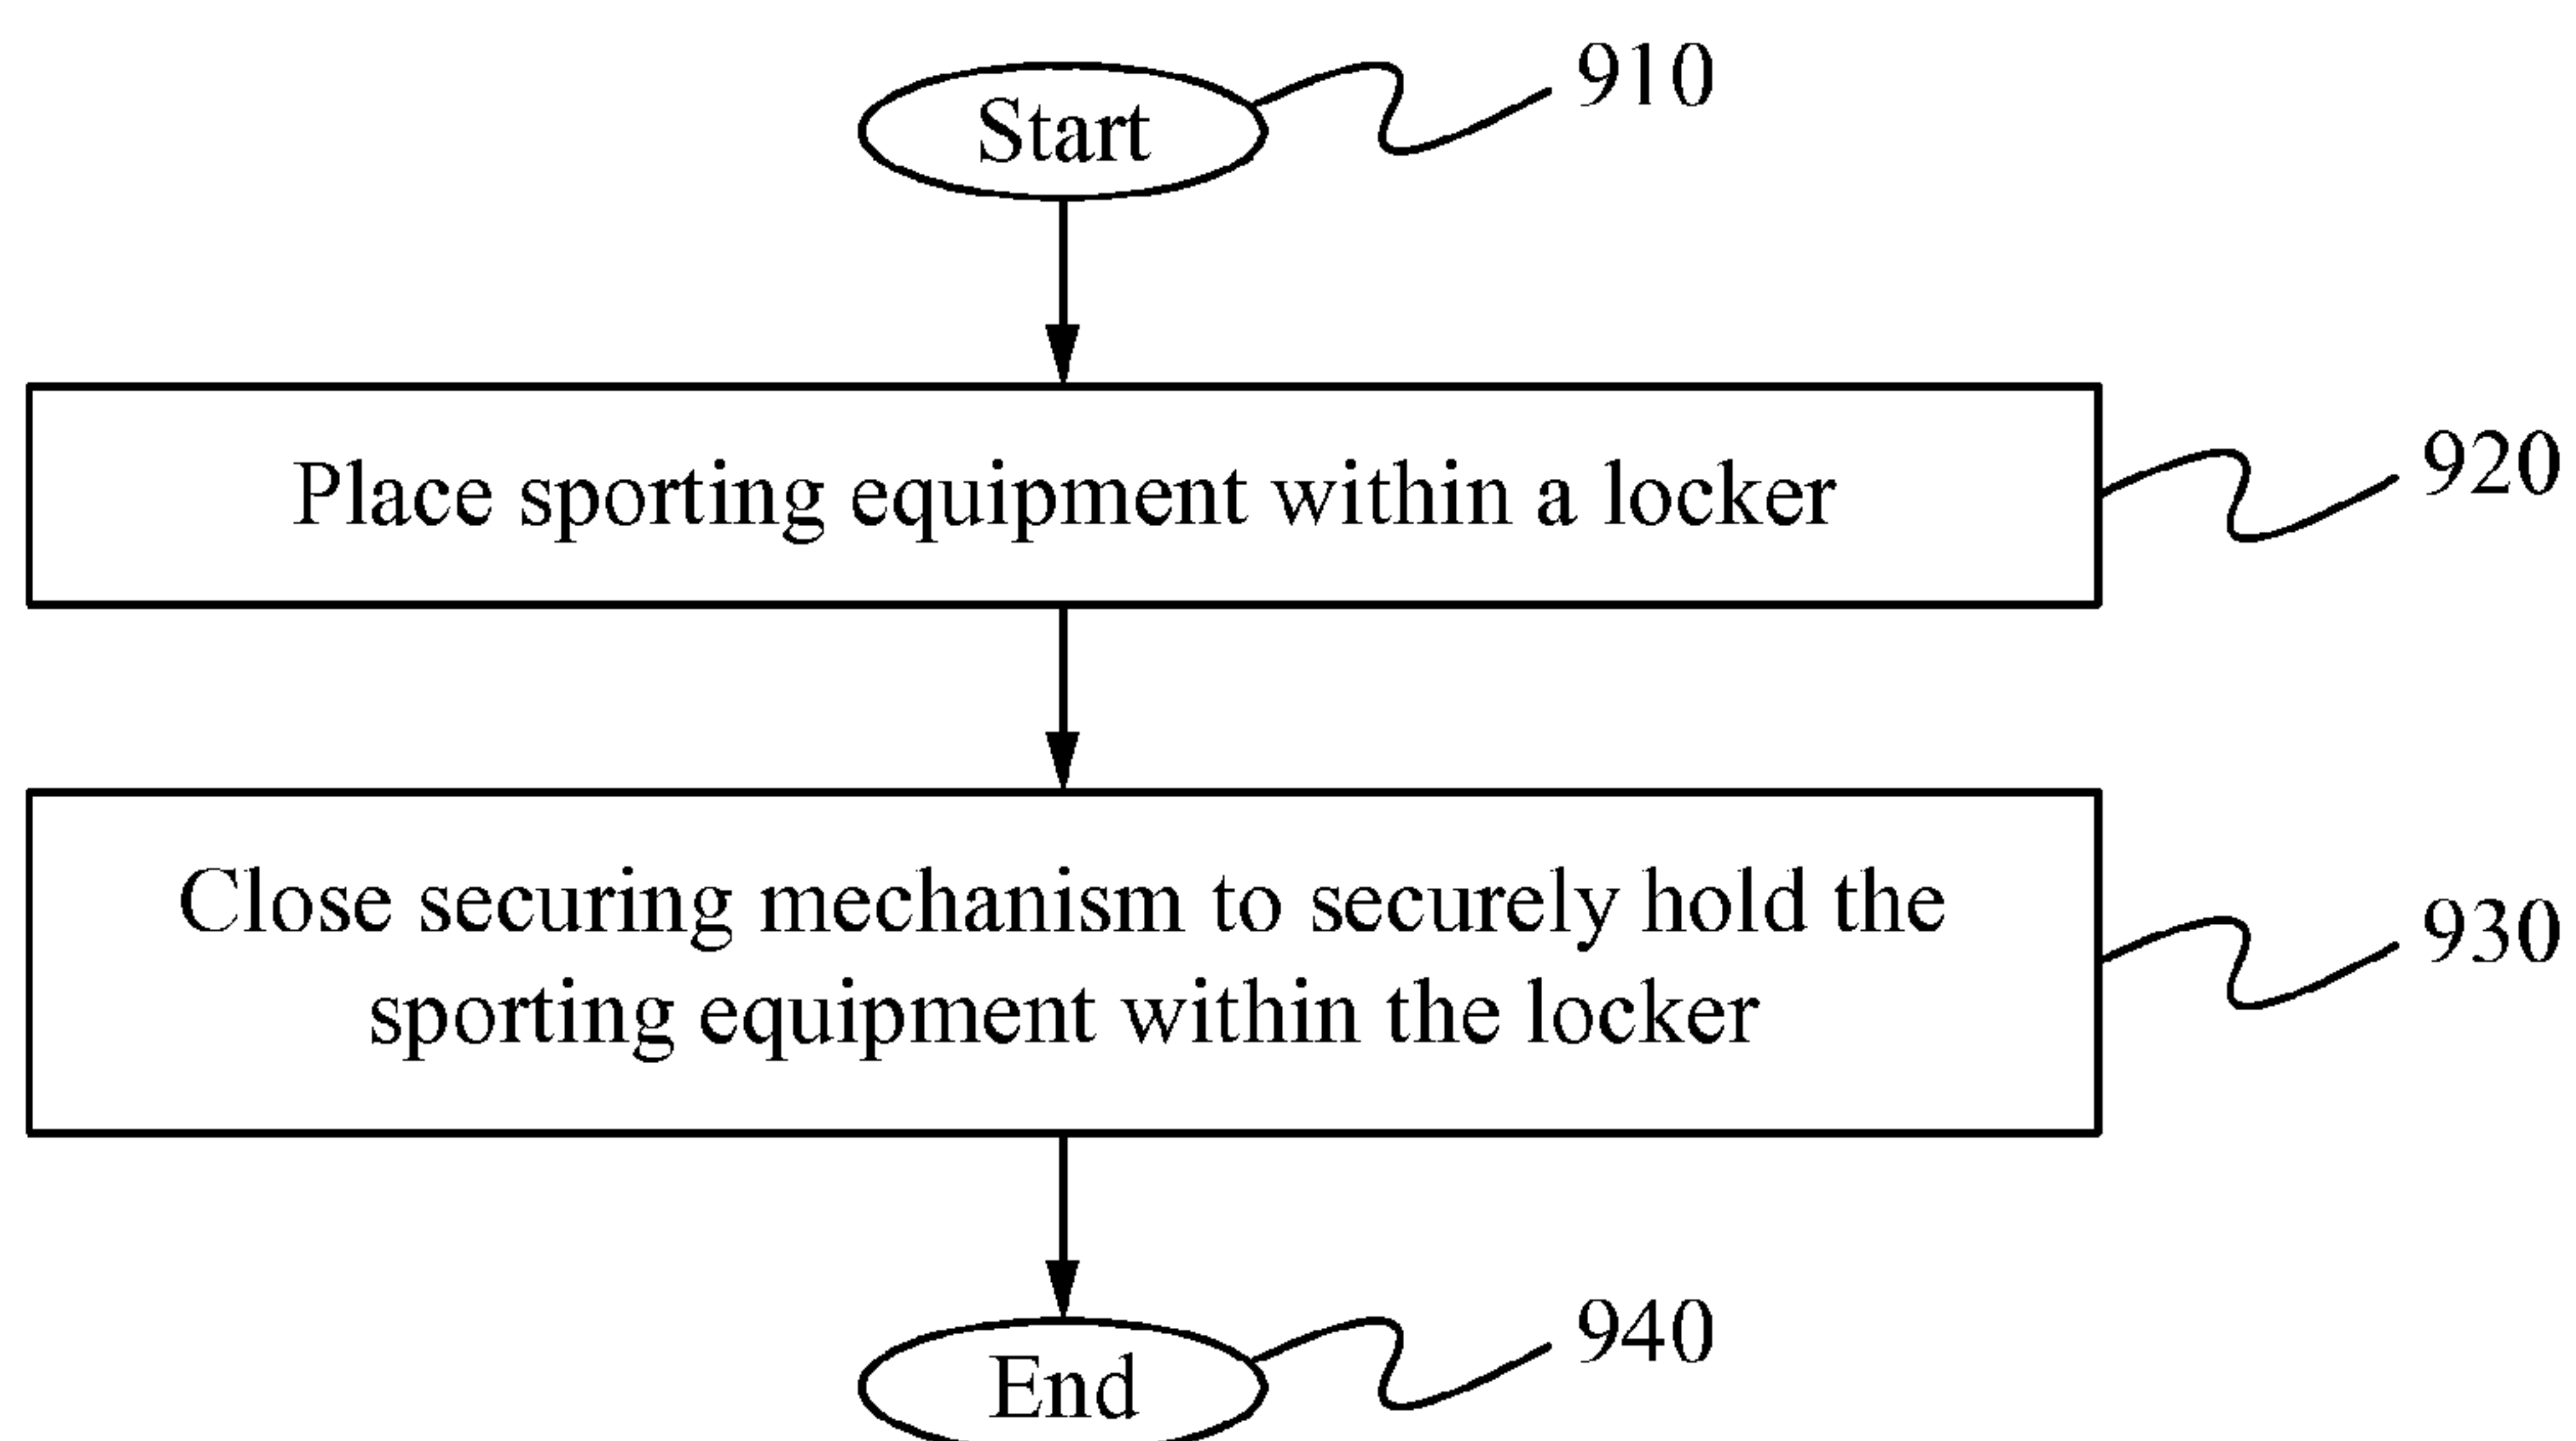 Start
910
Place sporting equipment within a locker
920
Close securing mechanism to securely hold the
sporting equipment within the locker
930
End
940